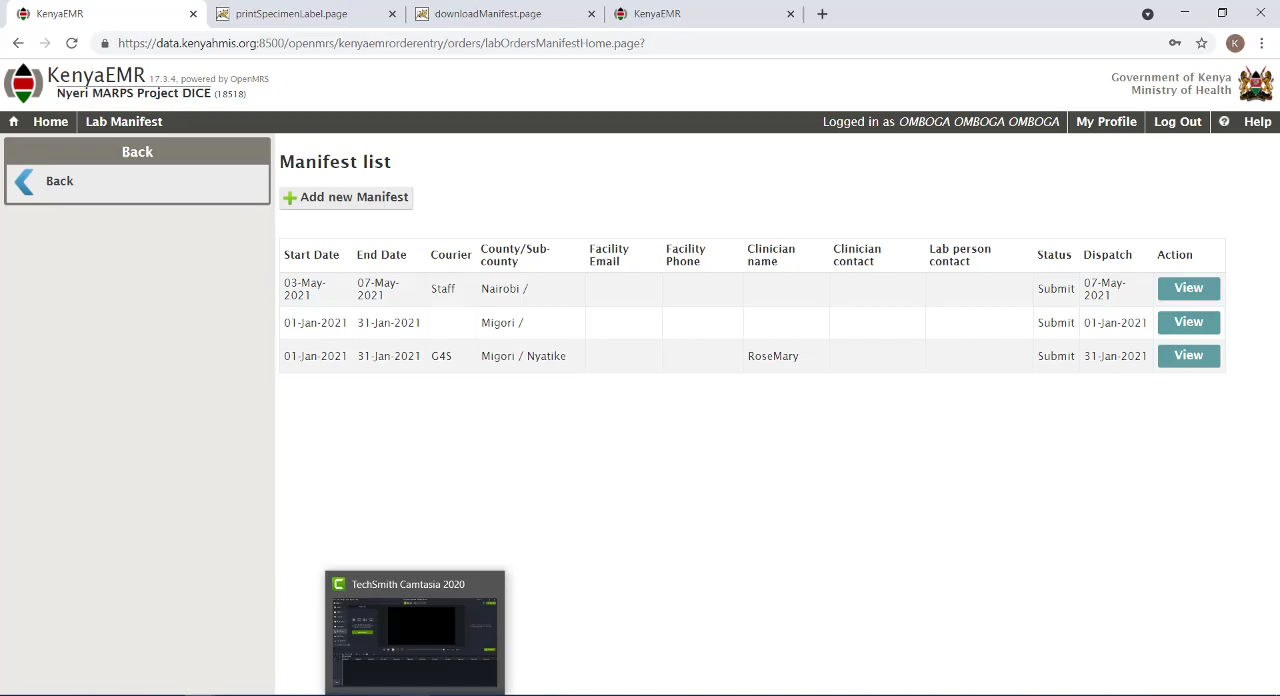 KenyaEMR
printSpecimenLabel.page
downloadManifest.page
KenyaEMR
https://data.kenyahmis.org:8500/openmrs/kenyaemrorderentry/orders/labOrdersManifestHome.page?
K
KenyaEMR 17.3.4, powered by OpenMRS
Nyeri MARPS Project DICE (18518)
Government of Kenya
Ministry of Health
Home
Lab Manifest
Logged in as OMBOGA OMBOGA OMBOGA
My Profile
Log Out
Help
Back
Back
Manifest list
Add new Manifest
Start Date End Date Courier County/Sub-county Facility Email Facility Phone Clinician name Clinician contact Lab person contact Status Dispatch Action
03-May-2021 07-May-2021 Staff Nairobi / Submit 07-May-2021 View
01-Jan-2021 31-Jan-2021 Migori / Submit 01-Jan-2021 View
01-Jan-2021 31-Jan-2021 G4S Migori / Nyatike RoseMary Submit 31-Jan-2021 View
TechSmith Camtasia 2020